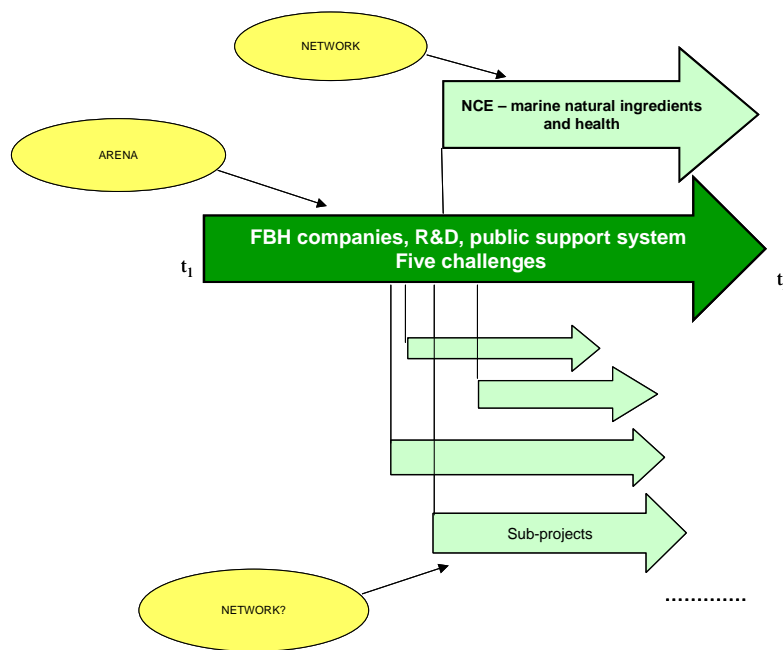 NETWORK
NCE – marine natural ingredients
and health
ARENA
FBH companies, R&D, public support system
Five challenges
t1
t
Sub-projects
NETWORK?
.............